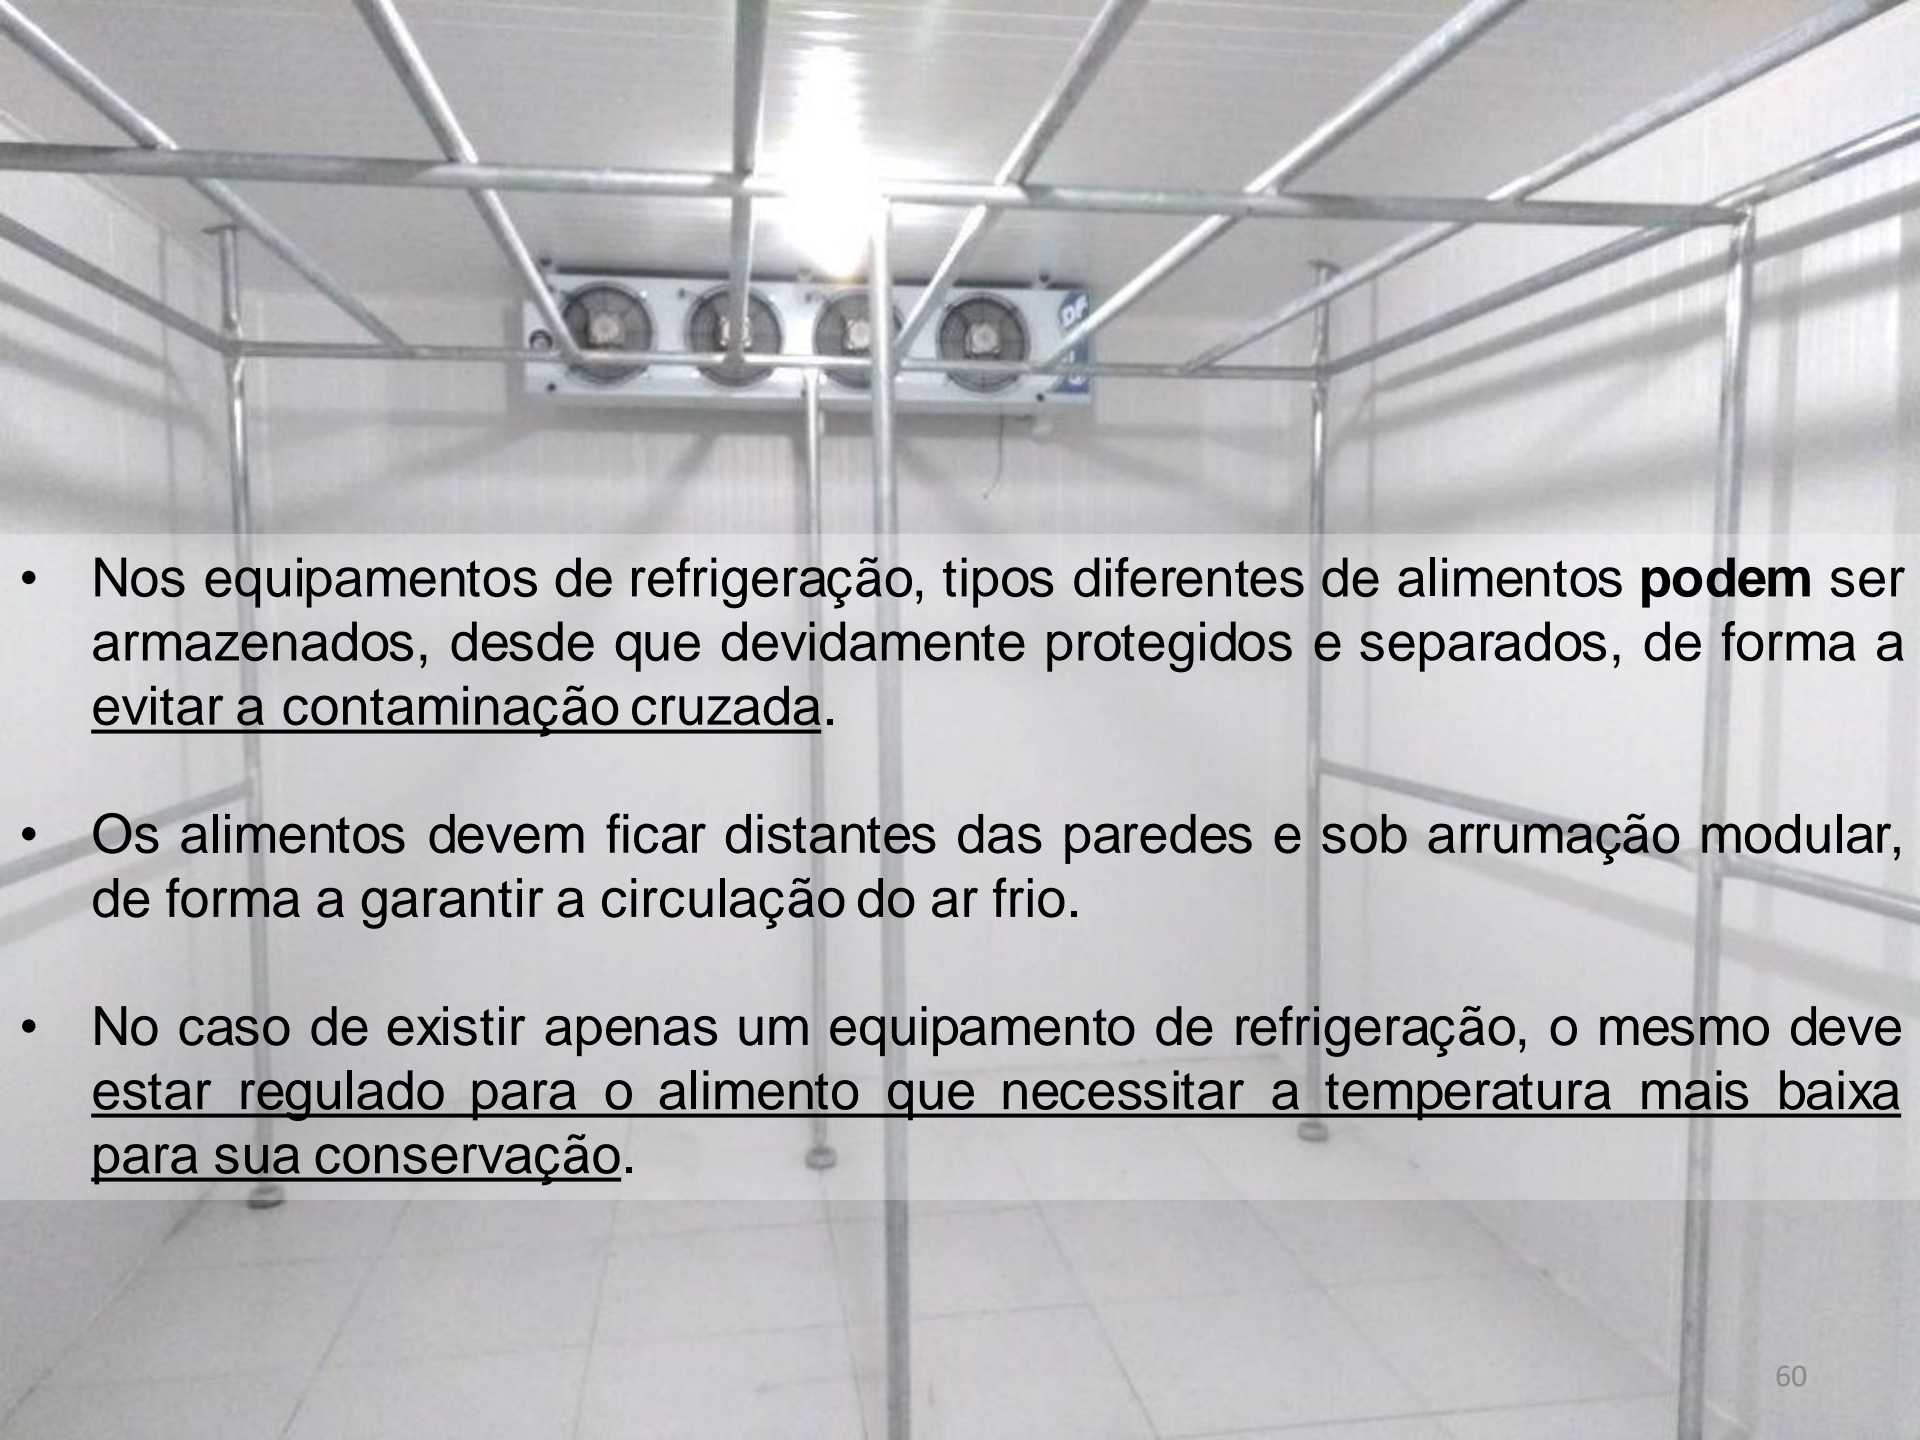 • Nos equipamentos de refrigeração, tipos diferentes de alimentos podem ser
armazenados, desde que devidamente protegidos e separados, de forma a
evitar a contaminação cruzada.
• Os alimentos devem ficar distantes das paredes e sob arrumação modular,
de forma a garantir a circulação do ar frio.
• No caso de existir apenas um equipamento de refrigeração, o mesmo deve
estar regulado para o alimento que necessitar a temperatura mais baixa
para sua conservação.
60